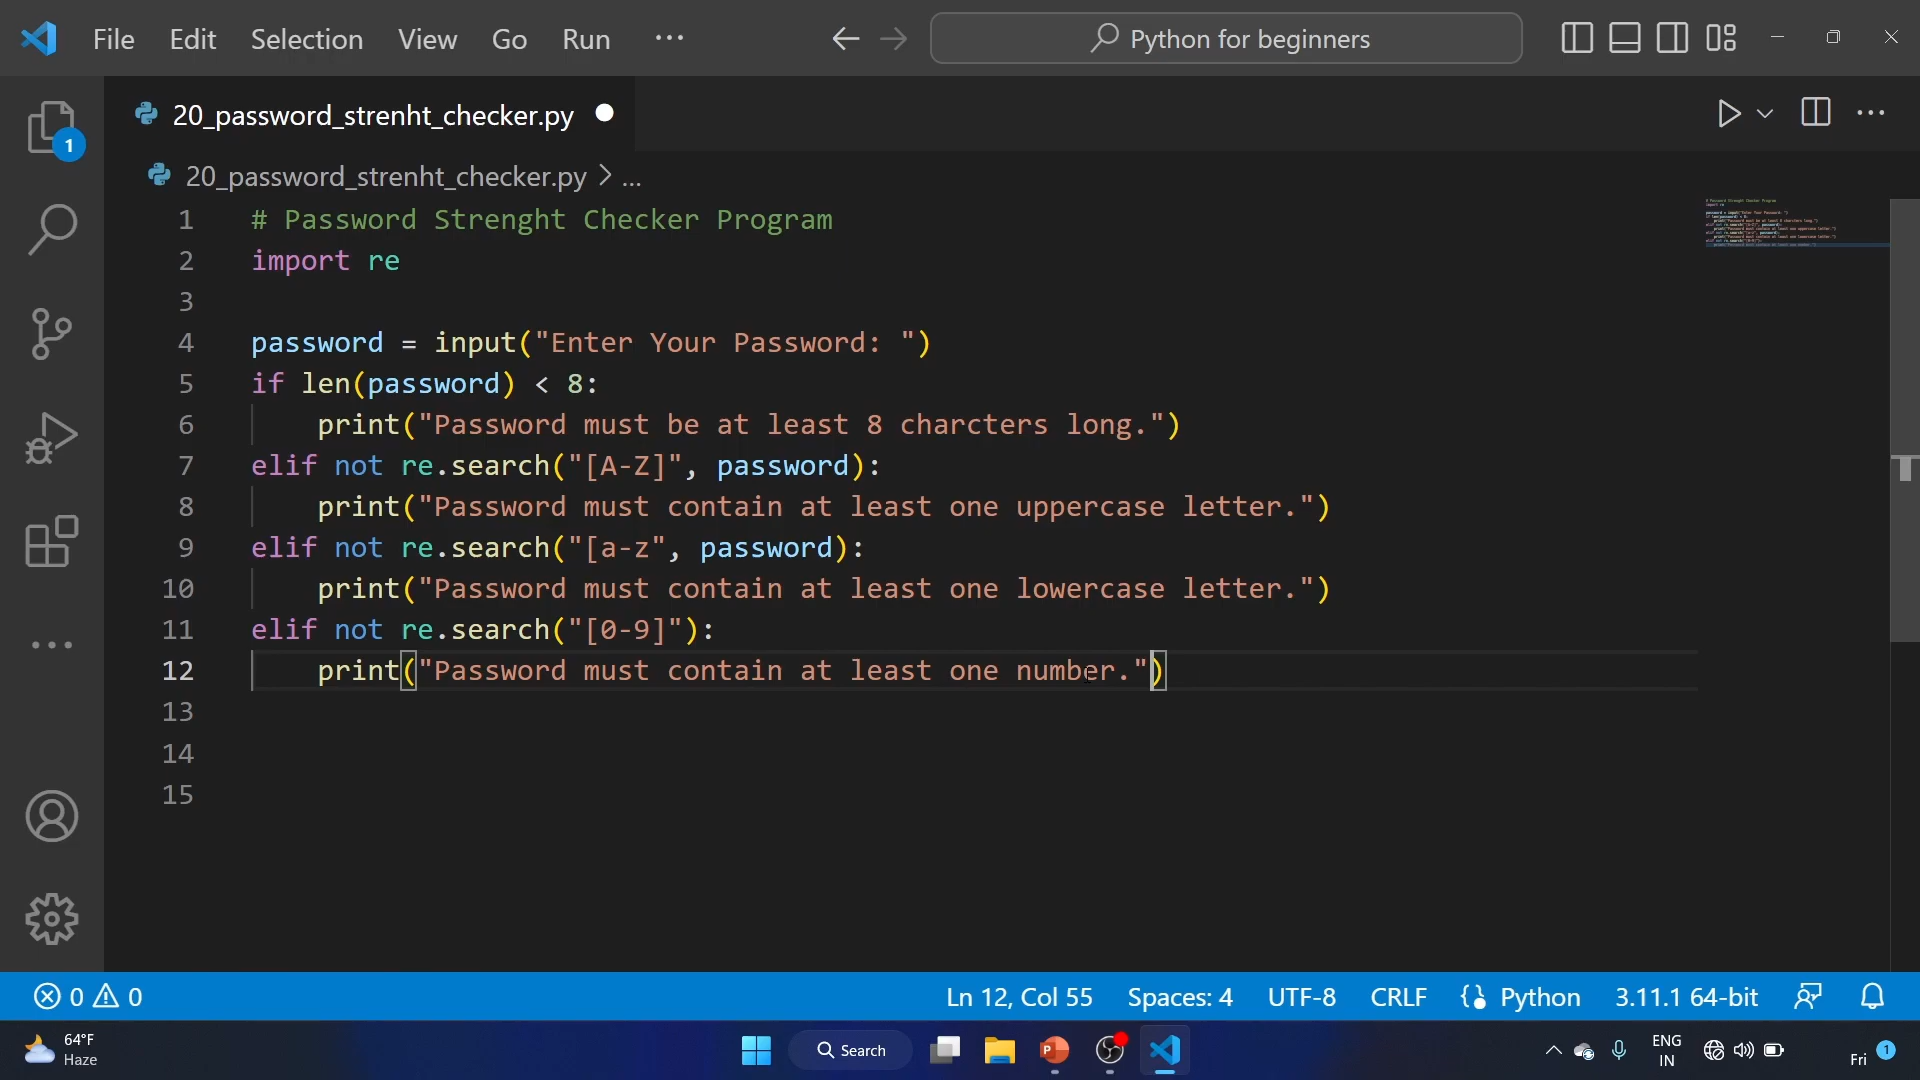 File Edit Selection View Go Run ... Python for beginners
20_password_strenht_checker.py
1
20_password_strenht_checker.py > ...
1 # Password Strenght Checker Program
2 import re
3
4 password = input("Enter Your Password: ")
5 if len(password) < 8:
6 print("Password must be at least 8 charcters long.")
7 elif not re.search("[A-Z]", password):
8 print("Password must contain at least one uppercase letter.")
9 elif not re.search("[a-z", password):
10 print("Password must contain at least one lowercase letter.")
11 elif not re.search("[0-9]"):
12 print("Password must contain at least one number.")
13
14
15
0 0 Ln 12, Col 55 Spaces: 4 UTF-8 CRLF {} Python 3.11.1 64-bit
64°F
Haze
Search
ENG
IN
Fri 1